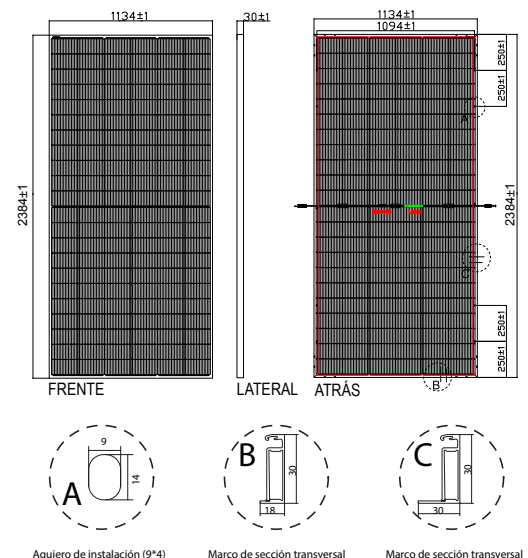 1134±1
30±1
1134±1
1094±1
250±1
250±1
A
2384±1
2384±1
C
250±1
250±1
B
FRENTE
LATERAL
ATRÁS
A
9
14
B
30
18
C
30
30
Agujero de instalación (9*4)
Marco de sección transversal
Marco de sección transversal